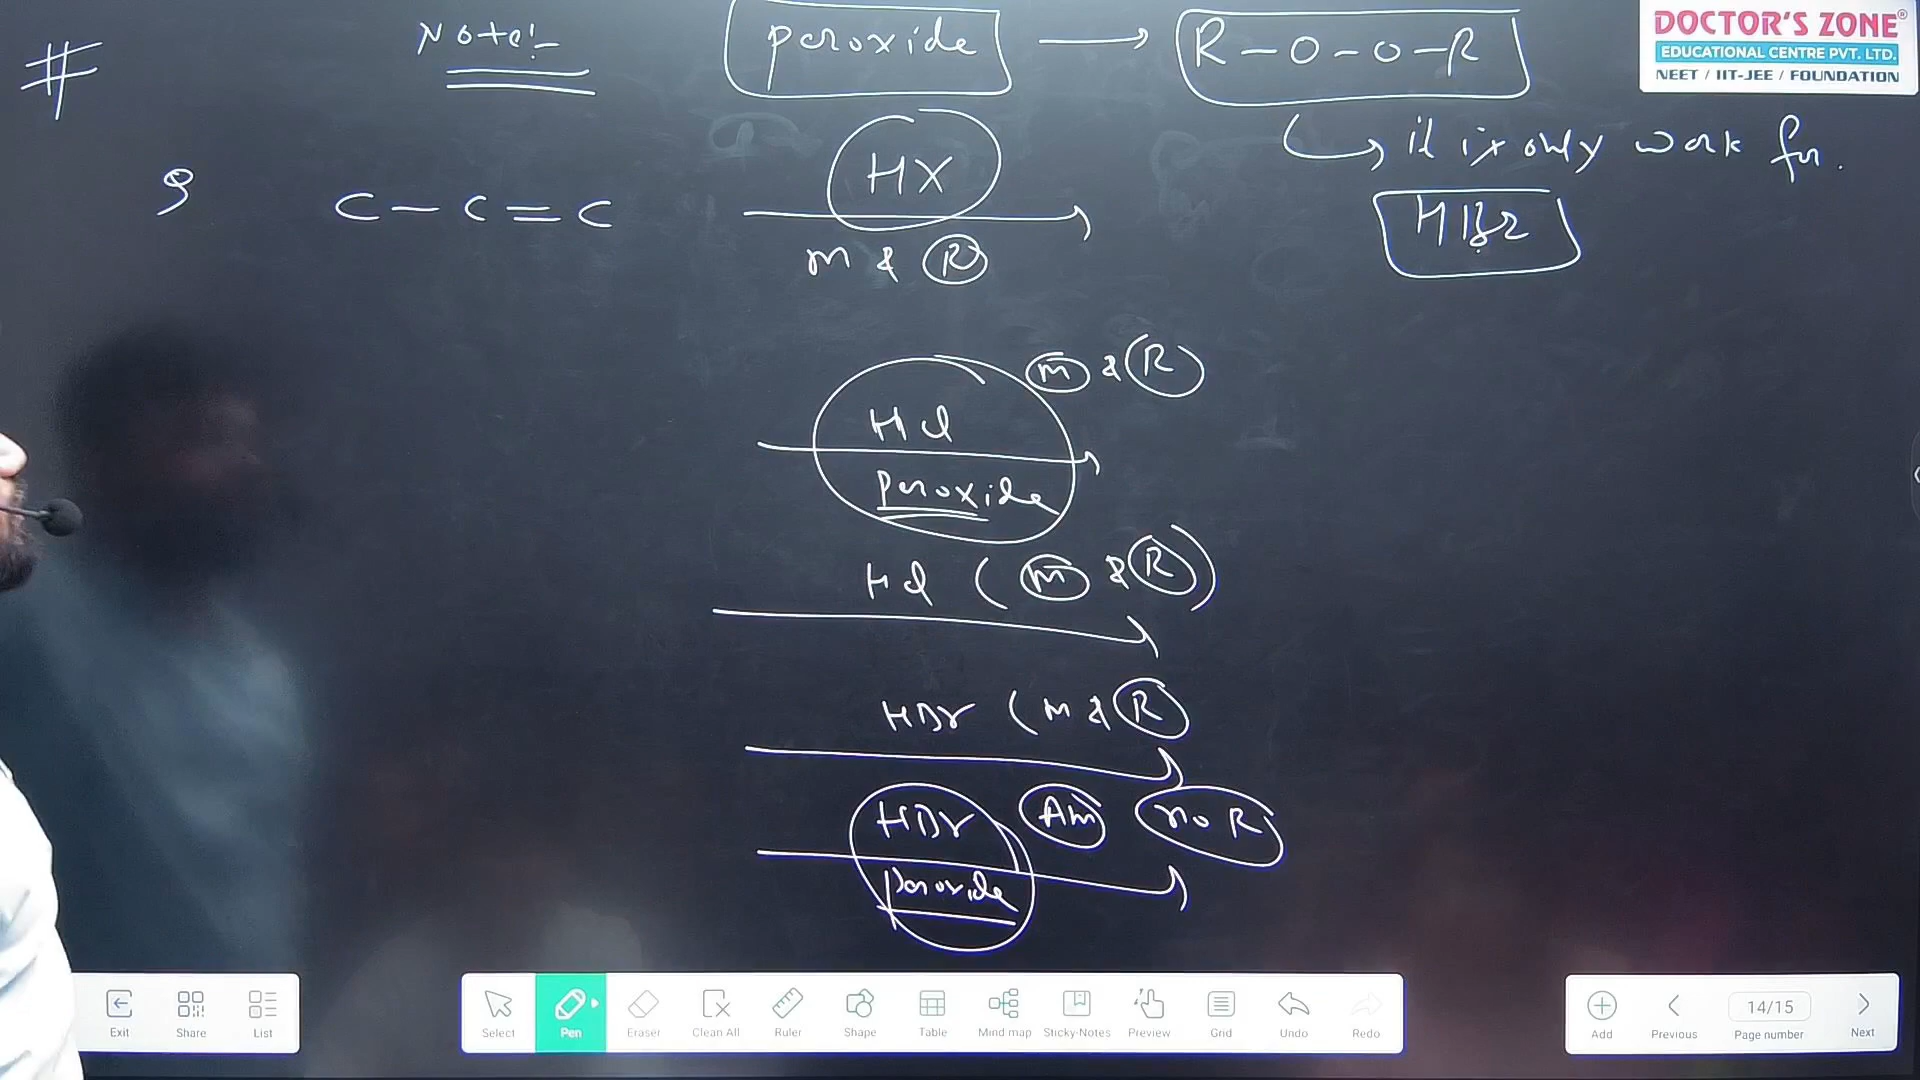 # Note:- peroxide → R-O-O-R
DOCTOR'S ZONE®
EDUCATIONAL CENTRE PVT. LTD.
NEET / IIT-JEE / FOUNDATION
↳ it is only work for.
HBr
C-C=C
HX
M & R
M & R
HCl
peroxide
HCl (M & R)
HBr (M & R
HBr AM no R
peroxide
Exit Share List
Select Pen Eraser Clean All Ruler Shape Table Mind map Sticky-Notes Preview Grid Undo Redo
Add Previous 14/15 Page number Next